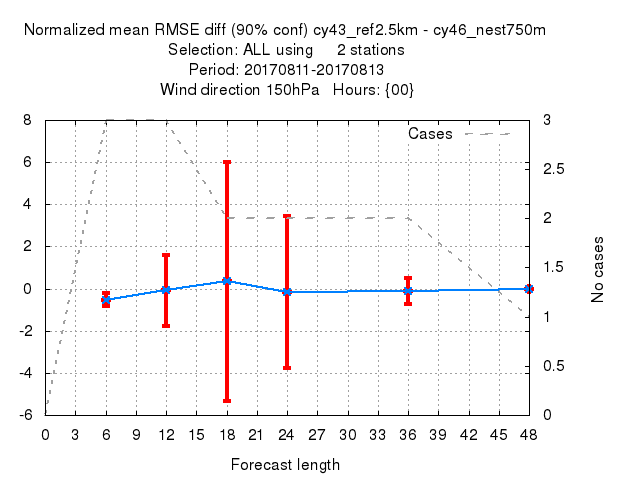 Normalized mean RMSE diff (90% conf) cy43_ref2.5km - cy46_nest750m
Selection: ALL using 2 stations
Period: 20170811-20170813
Wind direction 150hPa Hours: {00}
Cases
8
6
4
2
0
-2
-4
-6
3
2.5
2
1.5
1
0.5
0
No cases
0 3 6 9 12 15 18 21 24 27 30 33 36 39 42 45 48
Forecast length